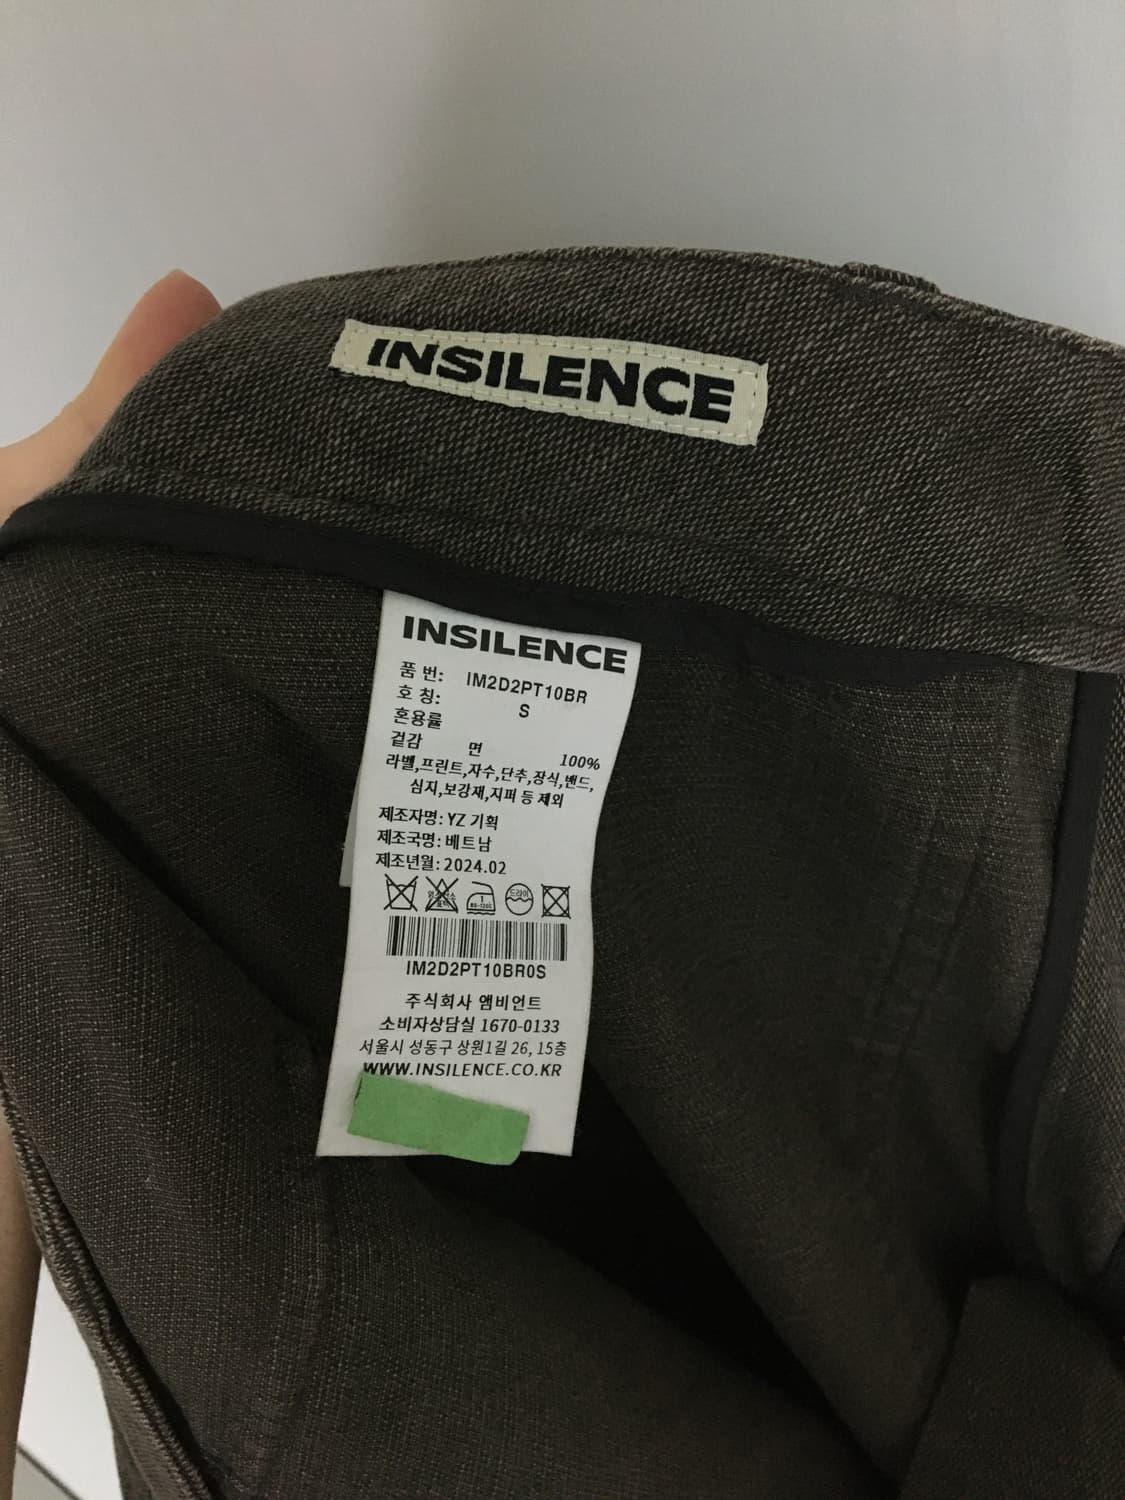 INSILENCE
INSILENCE
품 번: IM2D2PT10BR
호 칭: S
혼용률
겉감 면 100%
라벨,프린트,자수,단추,장식,밴드,
심지,보강재,지퍼 등 제외
제조자명: YZ 기획
제조국명: 베트남
제조년월: 2024.02
드라이
IM2D2PT10BR0S
주식회사 앰비언트
소비자상담실 1670-0133
서울시 성동구 상원1길 26, 15층
WWW.INSILENCE.CO.KR